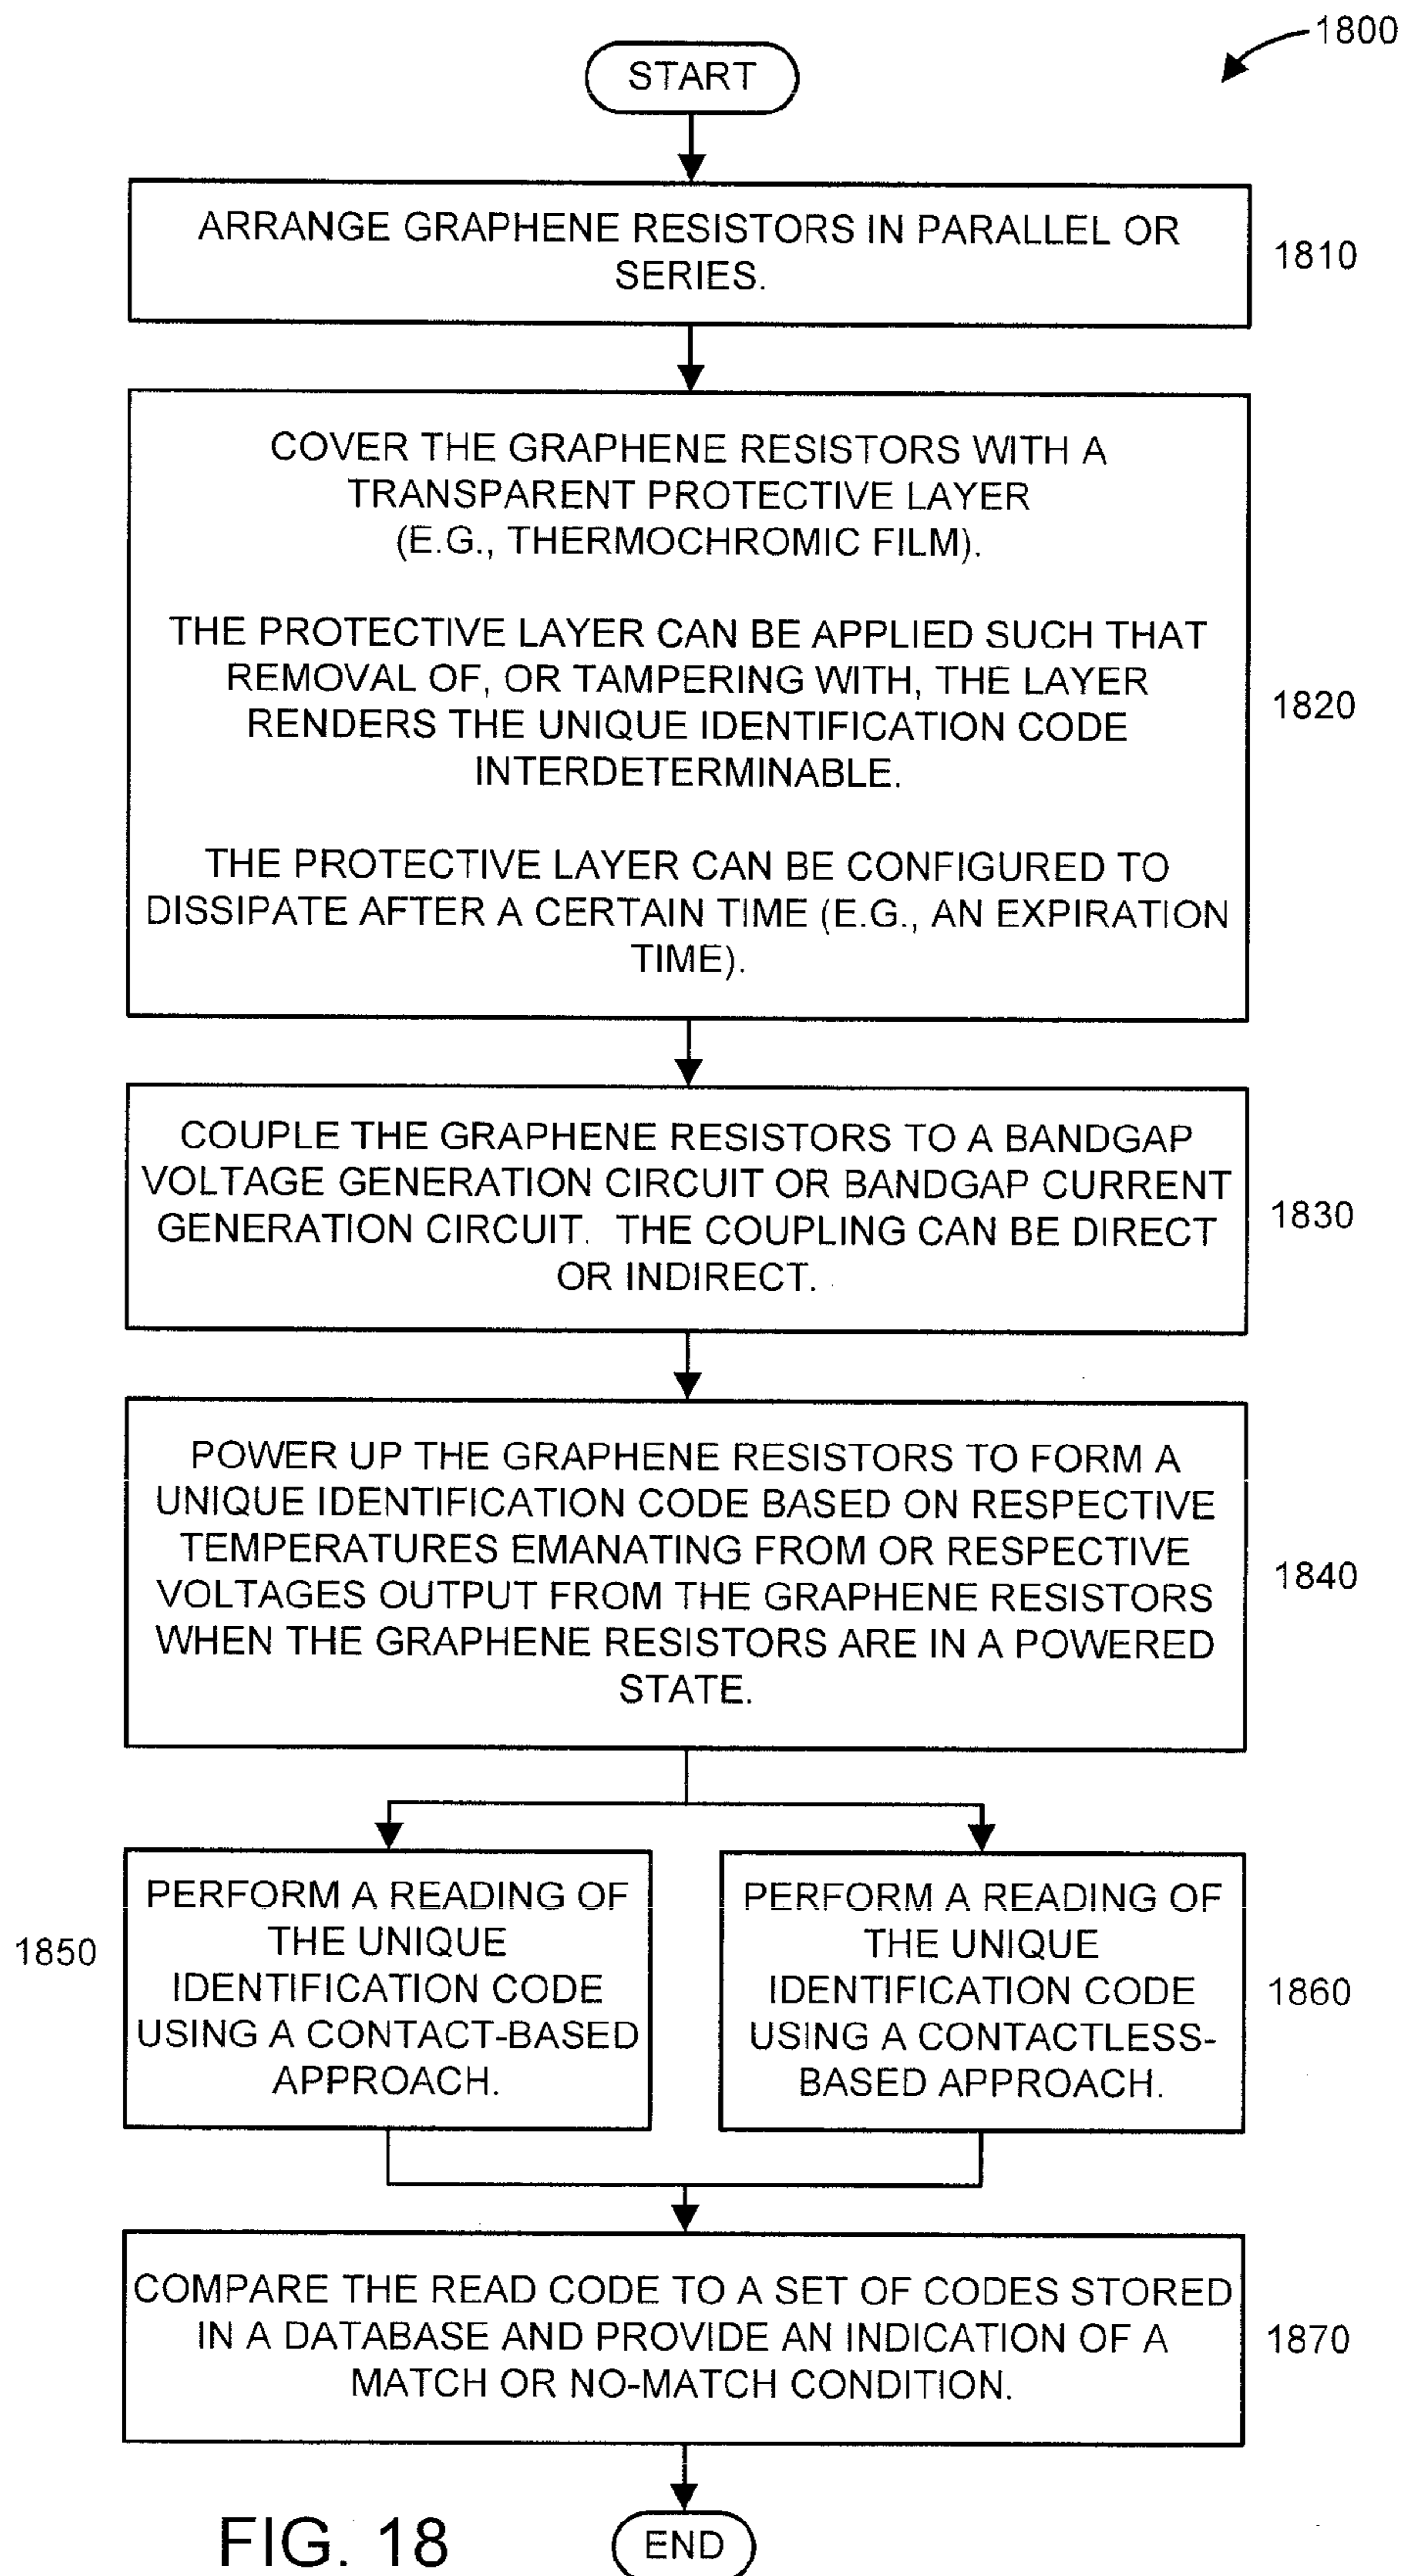 1800
START
ARRANGE GRAPHENE RESISTORS IN PARALLEL OR
SERIES.
1810
COVER THE GRAPHENE RESISTORS WITH A
TRANSPARENT PROTECTIVE LAYER
(E.G., THERMOCHROMIC FILM).
THE PROTECTIVE LAYER CAN BE APPLIED SUCH THAT
REMOVAL OF, OR TAMPERING WITH, THE LAYER
RENDERS THE UNIQUE IDENTIFICATION CODE
INTERDETERMINABLE.
THE PROTECTIVE LAYER CAN BE CONFIGURED TO
DISSIPATE AFTER A CERTAIN TIME (E.G., AN EXPIRATION
TIME).
1820
COUPLE THE GRAPHENE RESISTORS TO A BANDGAP
VOLTAGE GENERATION CIRCUIT OR BANDGAP CURRENT
GENERATION CIRCUIT.  THE COUPLING CAN BE DIRECT
OR INDIRECT.
1830
POWER UP THE GRAPHENE RESISTORS TO FORM A
UNIQUE IDENTIFICATION CODE BASED ON RESPECTIVE
TEMPERATURES EMANATING FROM OR RESPECTIVE
VOLTAGES OUTPUT FROM THE GRAPHENE RESISTORS
WHEN THE GRAPHENE RESISTORS ARE IN A POWERED
STATE.
1840
1850
PERFORM A READING OF
THE UNIQUE
IDENTIFICATION CODE
USING A CONTACT-BASED
APPROACH.
PERFORM A READING OF
THE UNIQUE
IDENTIFICATION CODE
USING A CONTACTLESS-
BASED APPROACH.
1860
COMPARE THE READ CODE TO A SET OF CODES STORED
IN A DATABASE AND PROVIDE AN INDICATION OF A
MATCH OR NO-MATCH CONDITION.
1870
END
FIG. 18